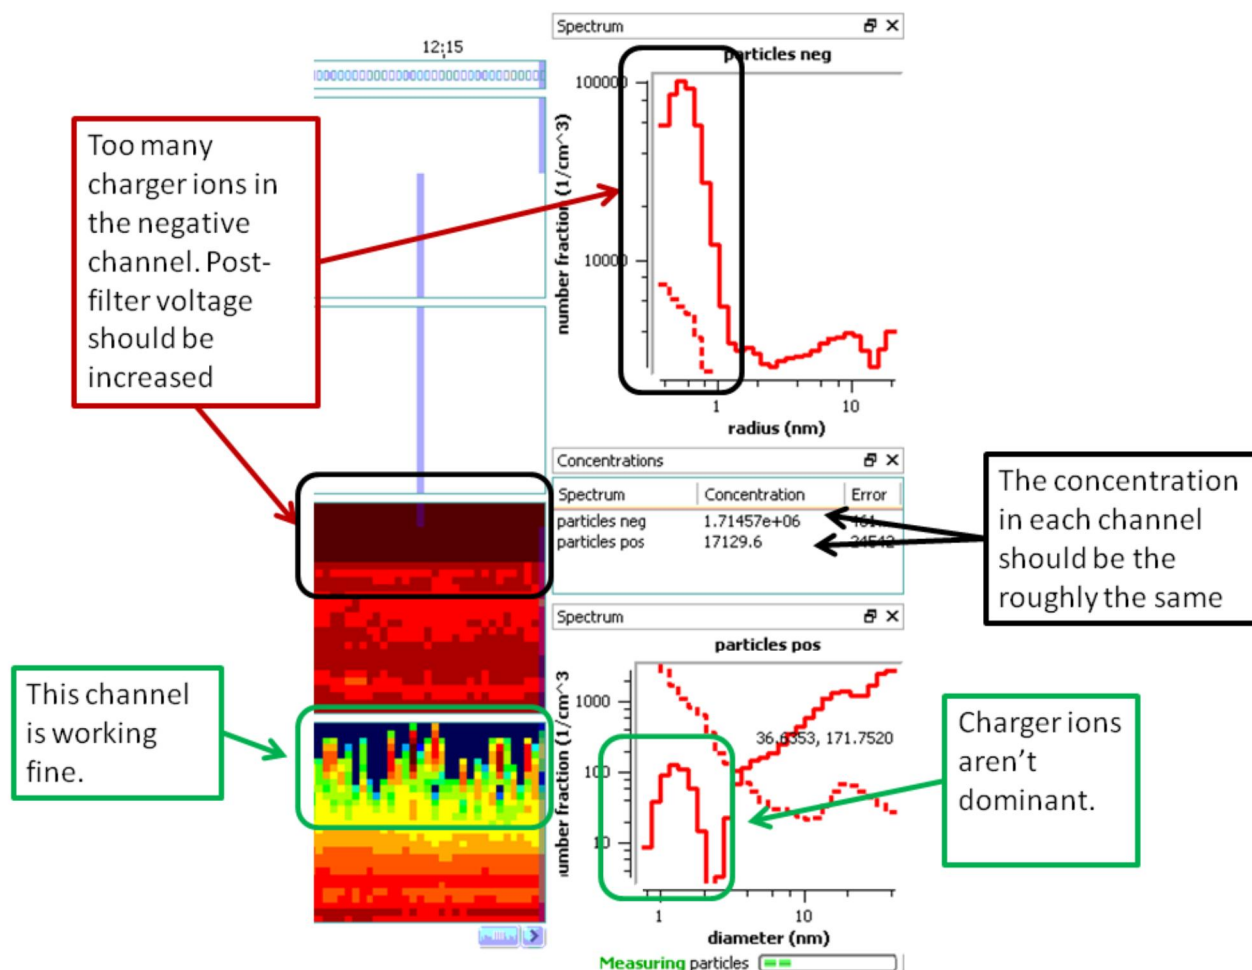 12:15
Spectrum
particles neg
100000
10000
number fraction (1/cm^3)
1
10
radius (nm)
Too many
charger ions in
the negative
channel. Post-
filter voltage
should be
increased
Concentrations
Spectrum Concentration Error
particles neg 1.71457e+06
particles pos 17129.6 24542
The concentration
in each channel
should be the
roughly the same
Spectrum
particles pos
1000
100
10
number fraction (1/cm^3
36.6353, 171.7520
1
10
diameter (nm)
This channel
is working
fine.
Charger ions
aren't
dominant.
Measuring particles